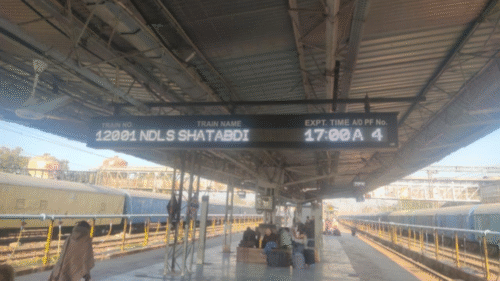 TRAIN NO. TRAIN NAME EXPT. TIME A/D PF No.
12001 NDLS SHATABDI 17:00 A 4